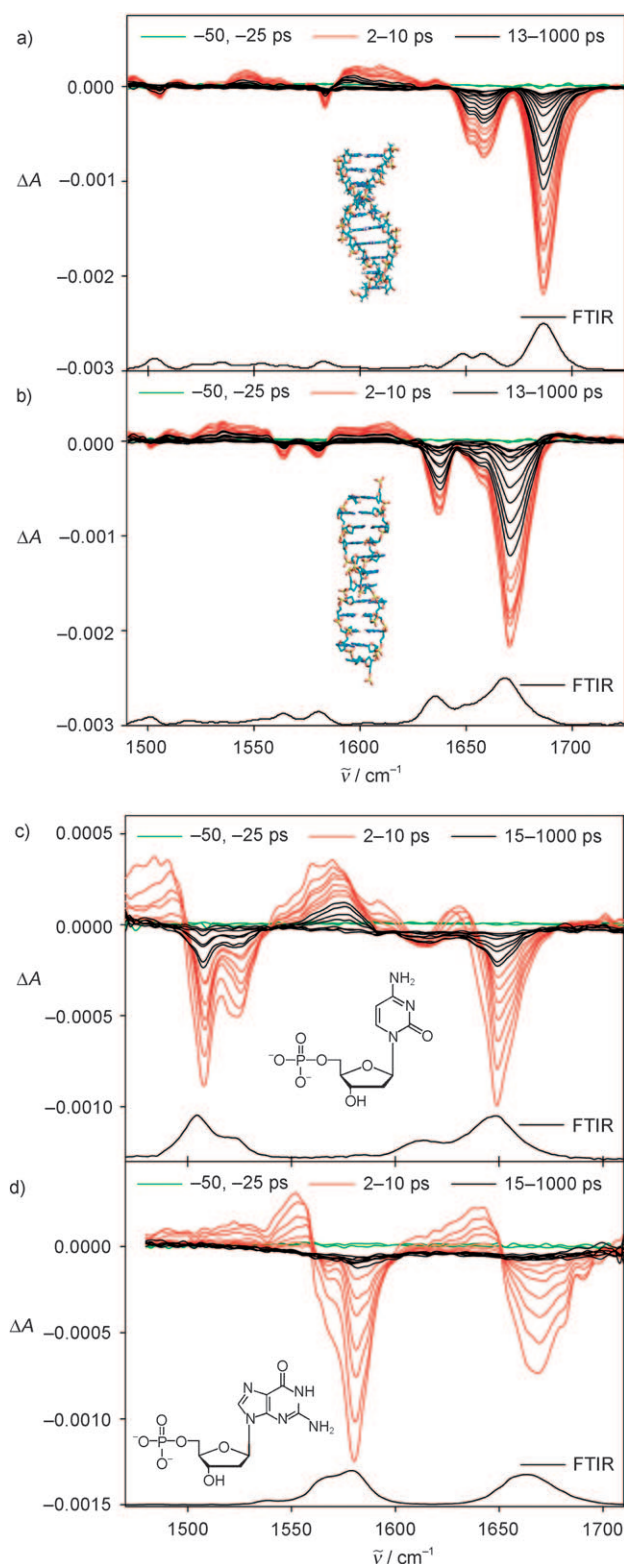 a)
–50, –25 ps 2–10 ps 13–1000 ps
0.000
–0.001
ΔA
–0.002
FTIR
–0.003
b)
–50, –25 ps 2–10 ps 13–1000 ps
0.000
–0.001
ΔA
–0.002
FTIR
–0.003
1500 1550 1600 1650 1700
ṽ / cm⁻¹
c)
0.0005
–50, –25 ps 2–10 ps 15–1000 ps
0.0000
ΔA
NH₂
–0.0005
N
N O
O
⁻O P O
O⁻
O
OH
–0.0010
FTIR
d)
–50, –25 ps 2–10 ps 15–1000 ps
0.0000
ΔA
–0.0005
O
N NH
N N NH₂
O
⁻O P O
O⁻
O
OH
–0.0010
FTIR
–0.0015
1500 1550 1600 1650 1700
ṽ / cm⁻¹